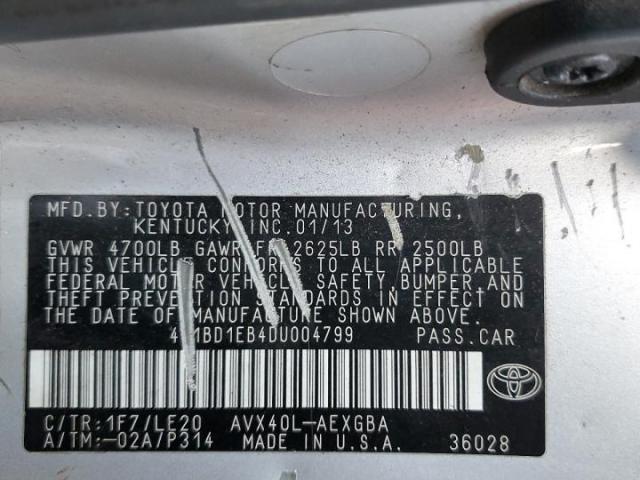 MFD.BY:TOYOTA MOTOR MANUFACTURING,
KENTUCKY, INC.01/13
GVWR 4700LB GAWR FR 2625LB RR 2500LB
THIS VEHICLE CONFORMS TO ALL APPLICABLE
FEDERAL MOTOR VEHICLE SAFETY,BUMPER,AND
THEFT PREVENTION STANDARDS IN EFFECT ON
THE DATE OF MANUFACTURE SHOWN ABOVE.
PASS.CAR
C/TR:1F7/LE20 AVX40L-AEXGBA
A/TM:-02A/P314 MADE IN U.S.A. 36028